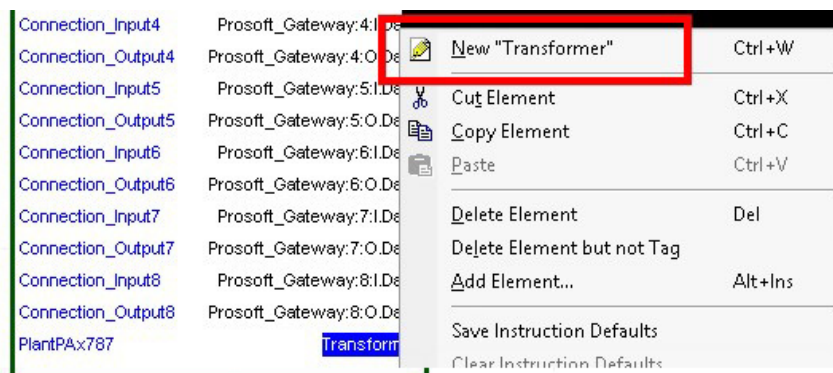 Connection_Input4 Prosoft_Gateway:4:I.Da
Connection_Output4 Prosoft_Gateway:4:O.Da
Connection_Input5 Prosoft_Gateway:5:I.Da
Connection_Output5 Prosoft_Gateway:5:O.Da
Connection_Input6 Prosoft_Gateway:6:I.Da
Connection_Output6 Prosoft_Gateway:6:O.Da
Connection_Input7 Prosoft_Gateway:7:I.Da
Connection_Output7 Prosoft_Gateway:7:O.Da
Connection_Input8 Prosoft_Gateway:8:I.Da
Connection_Output8 Prosoft_Gateway:8:O.Da
PlantPAx787 Transform
New "Transformer" Ctrl+W
Cut Element Ctrl+X
Copy Element Ctrl+C
Paste Ctrl+V
Delete Element Del
Delete Element but not Tag
Add Element... Alt+Ins
Save Instruction Defaults
Clear Instruction Defaults